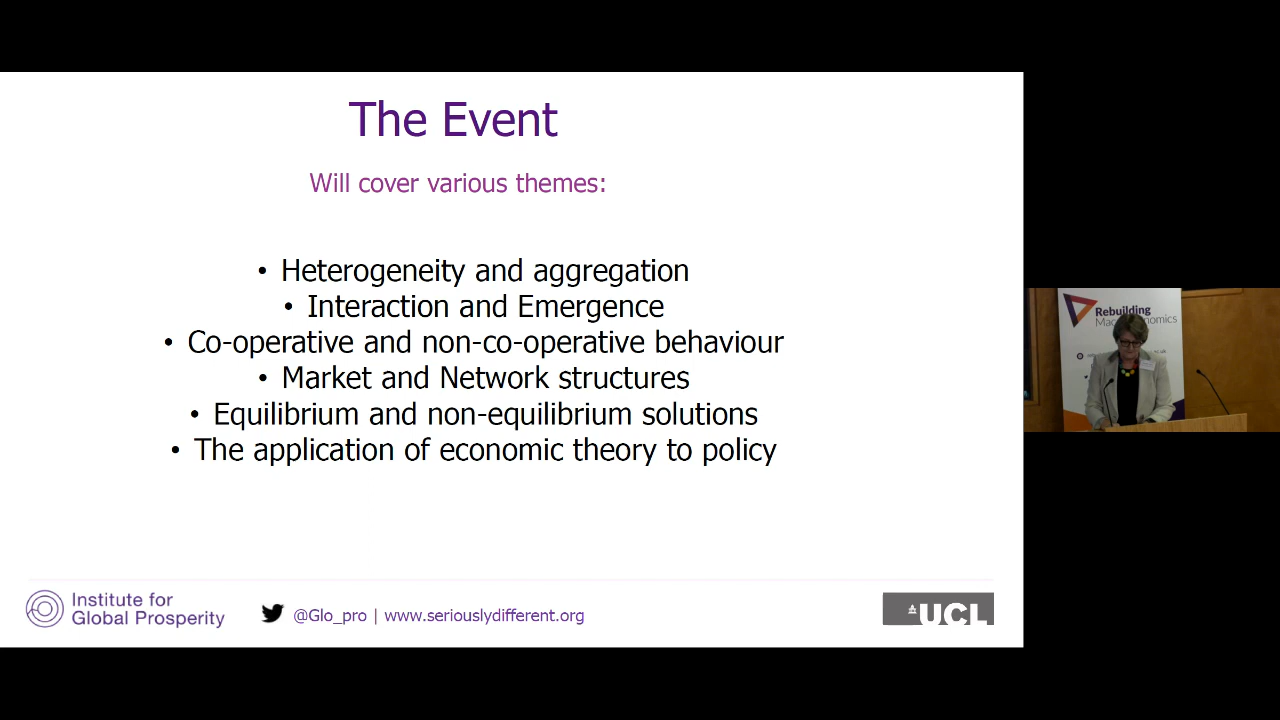 The Event
Will cover various themes:
• Heterogeneity and aggregation
• Interaction and Emergence
• Co-operative and non-co-operative behaviour
• Market and Network structures
• Equilibrium and non-equilibrium solutions
• The application of economic theory to policy
Institute for
Global Prosperity
@Glo_pro | www.seriouslydifferent.org
UCL
Rebuilding